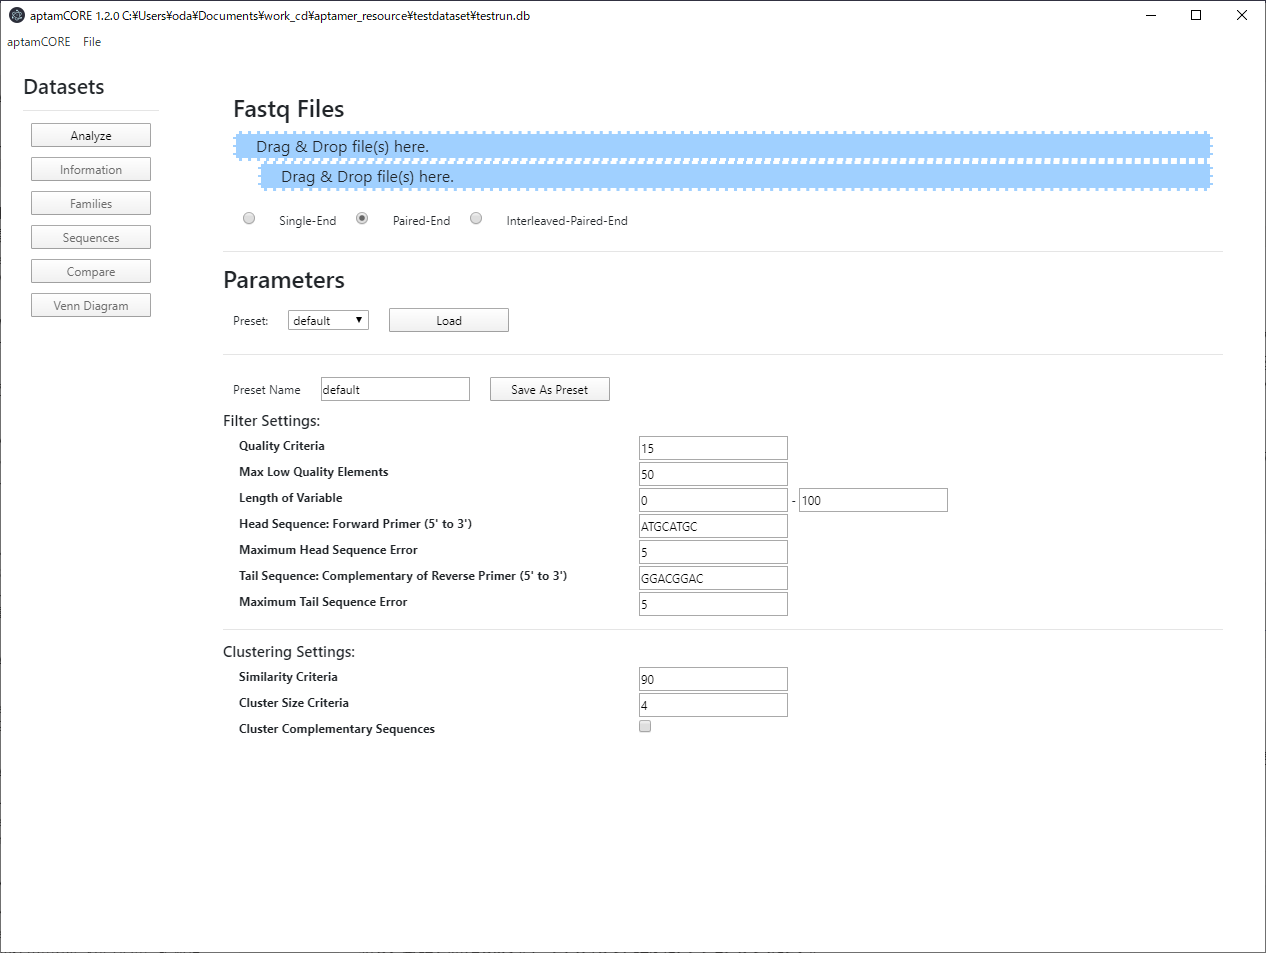 aptamCORE 1.2.0 C:¥Users¥oda¥Documents¥work_cd¥aptamer_resource¥testdataset¥testrun.db
aptamCORE File
Datasets
Analyze
Information
Families
Sequences
Compare
Venn Diagram
Fastq Files
Drag & Drop file(s) here.
Drag & Drop file(s) here.
Single-End Paired-End Interleaved-Paired-End
Parameters
Preset: default Load
Preset Name default Save As Preset
Filter Settings:
Quality Criteria 15
Max Low Quality Elements 50
Length of Variable 0 - 100
Head Sequence: Forward Primer (5' to 3') ATGCATGC
Maximum Head Sequence Error 5
Tail Sequence: Complementary of Reverse Primer (5' to 3') GGACGGAC
Maximum Tail Sequence Error 5
Clustering Settings:
Similarity Criteria 90
Cluster Size Criteria 4
Cluster Complementary Sequences